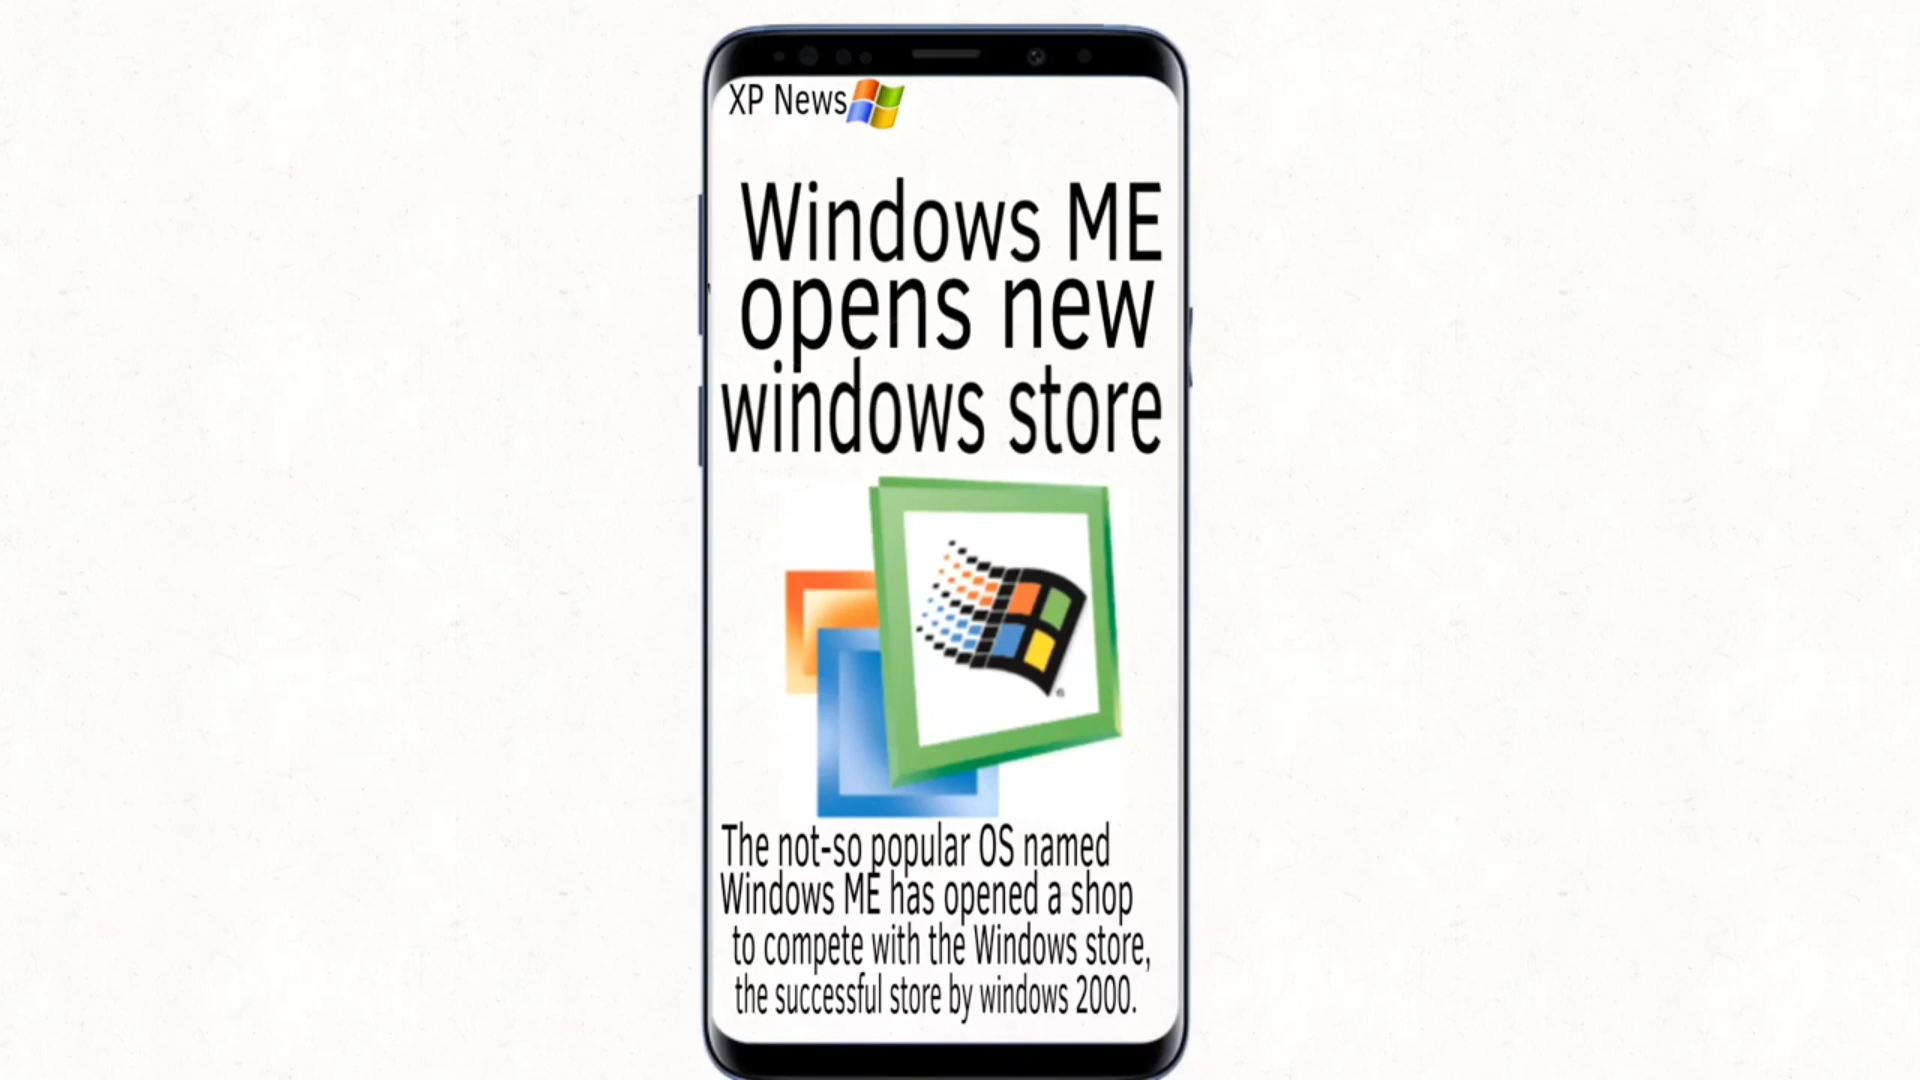 XP News
Windows ME
opens new
windows store
The not-so popular OS named
Windows ME has opened a shop
to compete with the Windows store,
the successful store by windows 2000.